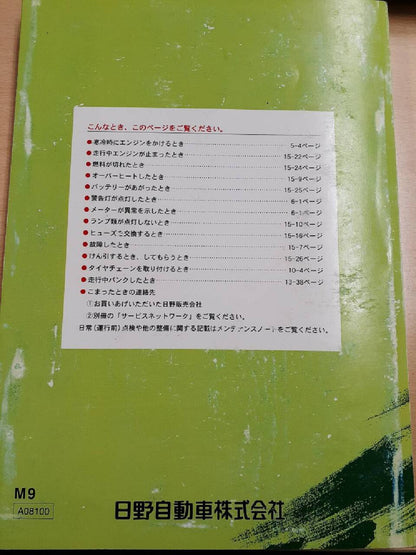 こんなとき、このページをご覧ください。
●寒冷時にエンジンをかけるとき 5-4ページ
●走行中エンジンが止まったとき 15-22ページ
●燃料が切れたとき 15-24ページ
●オーバーヒートしたとき 15-9ページ
●バッテリーがあがったとき 15-25ページ
●警告灯が点灯したとき 6-1ページ
●メーターが異常を示したとき 6-1ページ
●ランプ類が点灯しないとき 15-10ページ
●ヒューズを交換するとき 15-16ページ
●故障したとき 15-7ページ
●けん引するとき、してもらうとき 15-26ページ
●タイヤチェーンを取り付けるとき 10-4ページ
●走行中パンクしたとき 13-38ページ
●こまったときの連絡先
①お買いあげいただいた日野販売会社
②別冊の「サービスネットワーク」をご覧ください。
日常(運行前)点検や他の整備に関する記載はメンテナンスノートをご覧ください。
M9
A08100
日野自動車株式会社